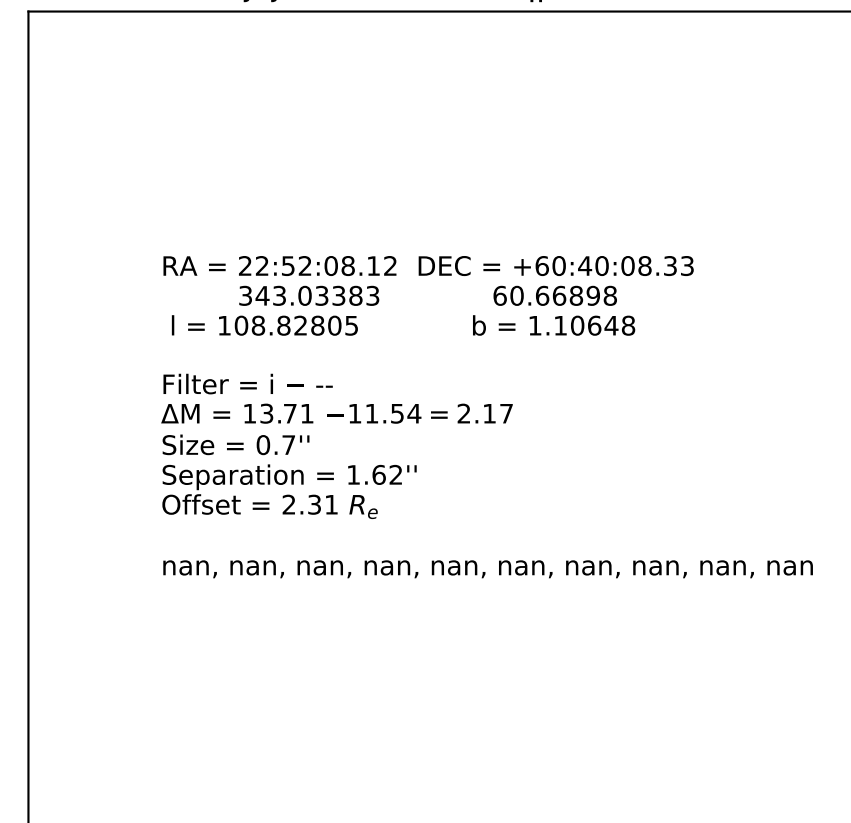 RA = 22:52:08.12 DEC = +60:40:08.33
343.03383 60.66898
l = 108.82805 b = 1.10648
Filter = i − --
ΔM = 13.71 −11.54 = 2.17
Size = 0.7''
Separation = 1.62''
Offset = 2.31 Rₑ
nan, nan, nan, nan, nan, nan, nan, nan, nan, nan